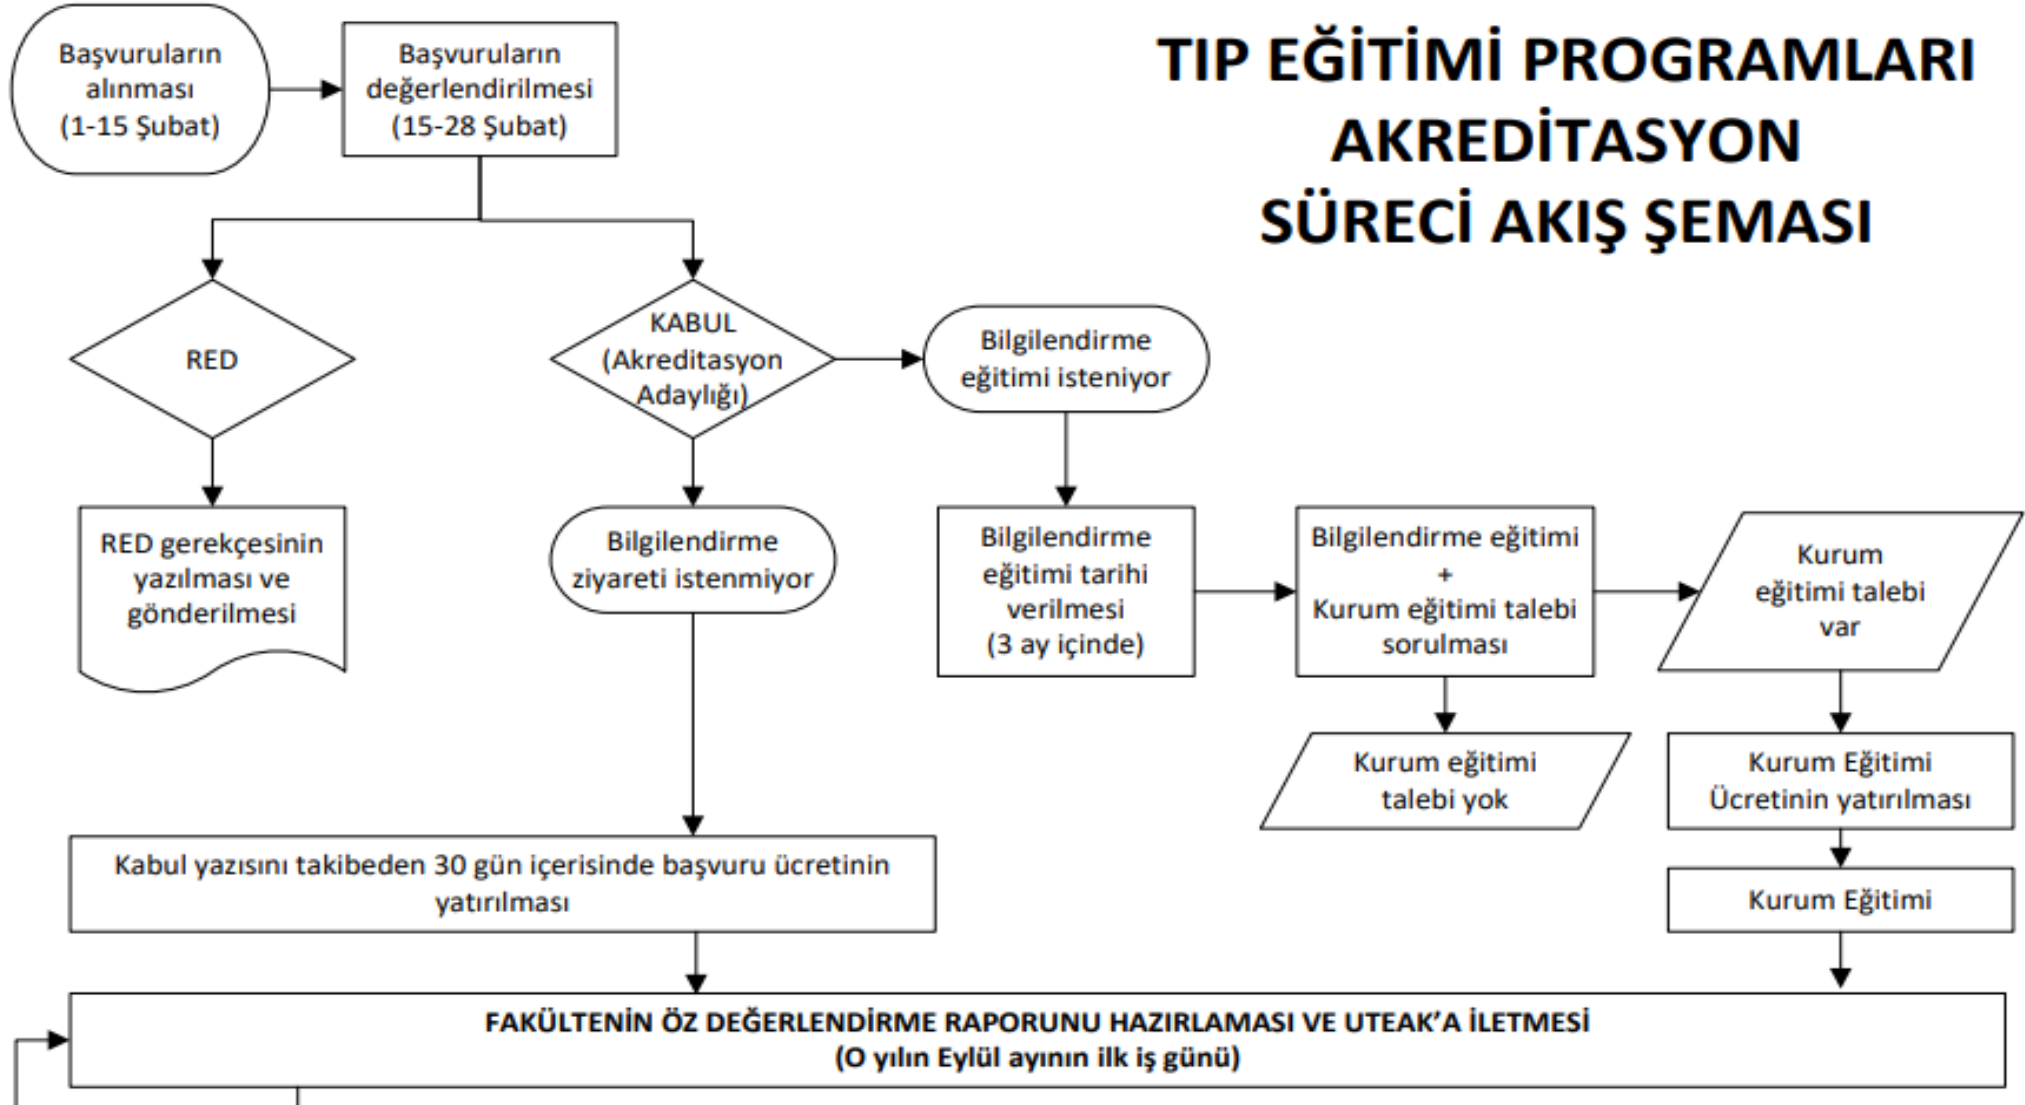 TIP EĞİTİMİ PROGRAMLARI
AKREDİTASYON
SÜRECİ AKIŞ ŞEMASI
Başvuruların
alınması
(1-15 Şubat)
Başvuruların
değerlendirilmesi
(15-28 Şubat)
RED
KABUL
(Akreditasyon
Adaylığı)
Bilgilendirme
eğitimi isteniyor
RED gerekçesinin
yazılması ve
gönderilmesi
Bilgilendirme
ziyareti istenmiyor
Bilgilendirme
eğitimi tarihi
verilmesi
(3 ay içinde)
Bilgilendirme eğitimi
+
Kurum eğitimi talebi
sorulması
Kurum
eğitimi talebi
var
Kurum eğitimi
talebi yok
Kurum Eğitimi
Ücretinin yatırılması
Kabul yazısını takibeden 30 gün içerisinde başvuru ücretinin
yatırılması
Kurum Eğitimi
FAKÜLTENİN ÖZ DEĞERLENDİRME RAPORUNU HAZIRLAMASI VE UTEAK’A İLETMESİ
(O yılın Eylül ayının ilk iş günü)